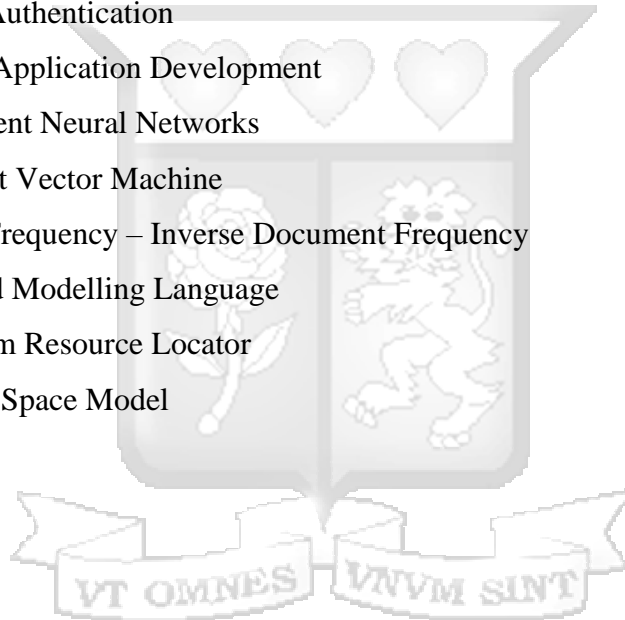 Authentication
Application Development
ent Neural Networks
t Vector Machine
Frequency – Inverse Document Frequency
d Modelling Language
m Resource Locator
Space Model
VT OMNES VNVM SINT